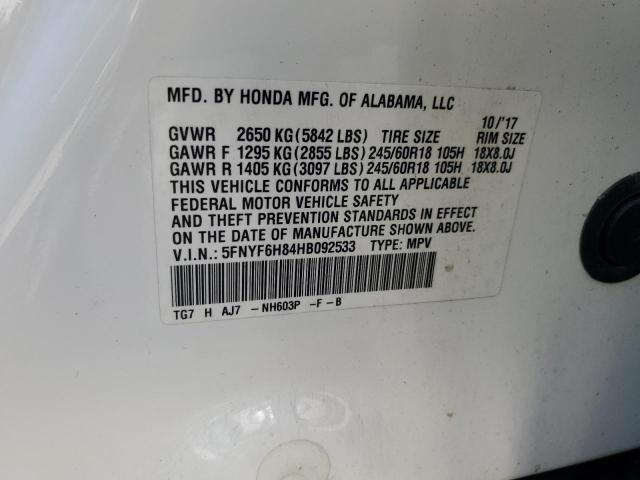 MFD. BY HONDA MFG. OF ALABAMA, LLC
10/'17
GVWR 2650 KG(5842 LBS) TIRE SIZE RIM SIZE
GAWR F 1295 KG(2855 LBS)245/60R18 105H 18X8.0J
GAWR R 1405 KG(3097 LBS)245/60R18 105H 18X8.0J
THIS VEHICLE CONFORMS TO ALL APPLICABLE
FEDERAL MOTOR VEHICLE SAFETY
AND THEFT PREVENTION STANDARDS IN EFFECT
ON THE DATE OF MANUFACTURE SHOWN ABOVE.
V.I.N.: 5FNYF6H84HB092533 TYPE: MPV
TG7 H AJ7 -NH603P -F-B